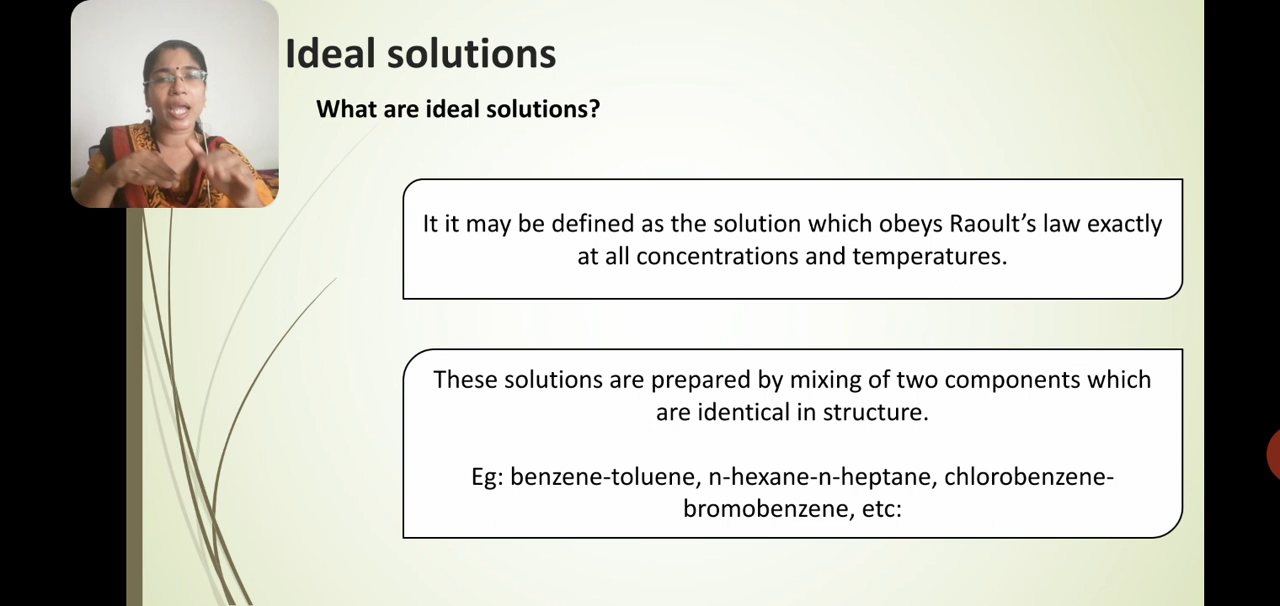 Ideal solutions
What are ideal solutions?
It it may be defined as the solution which obeys Raoult’s law exactly
at all concentrations and temperatures.
These solutions are prepared by mixing of two components which
are identical in structure.
Eg: benzene-toluene, n-hexane-n-heptane, chlorobenzene-
bromobenzene, etc: